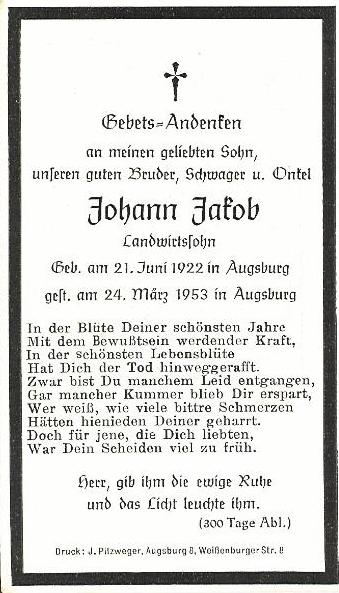 Gebets=Andenken
an meinen geliebten Sohn,
unseren guten Bruder, Schwager u. Onkel
Johann Jakob
Landwirtssohn
Geb. am 21. Juni 1922 in Augsburg
gest. am 24. März 1953 in Augsburg
In der Blüte Deiner schönsten Jahre
Mit dem Bewußtsein werdender Kraft,
In der schönsten Lebensblüte
Hat Dich der Tod hinweggerafft.
Zwar bist Du manchem Leid entgangen,
Gar mancher Kummer blieb Dir erspart,
Wer weiß, wie viele bittre Schmerzen
Hätten hienieden Deiner geharrt.
Doch für jene, die Dich liebten,
War Dein Scheiden viel zu früh.
Herr, gib ihm die ewige Ruhe
und das Licht leuchte ihm.
(300 Tage Abl.)
Druck: J. Pilzweger, Augsburg 8, Weißenburger Str. 8